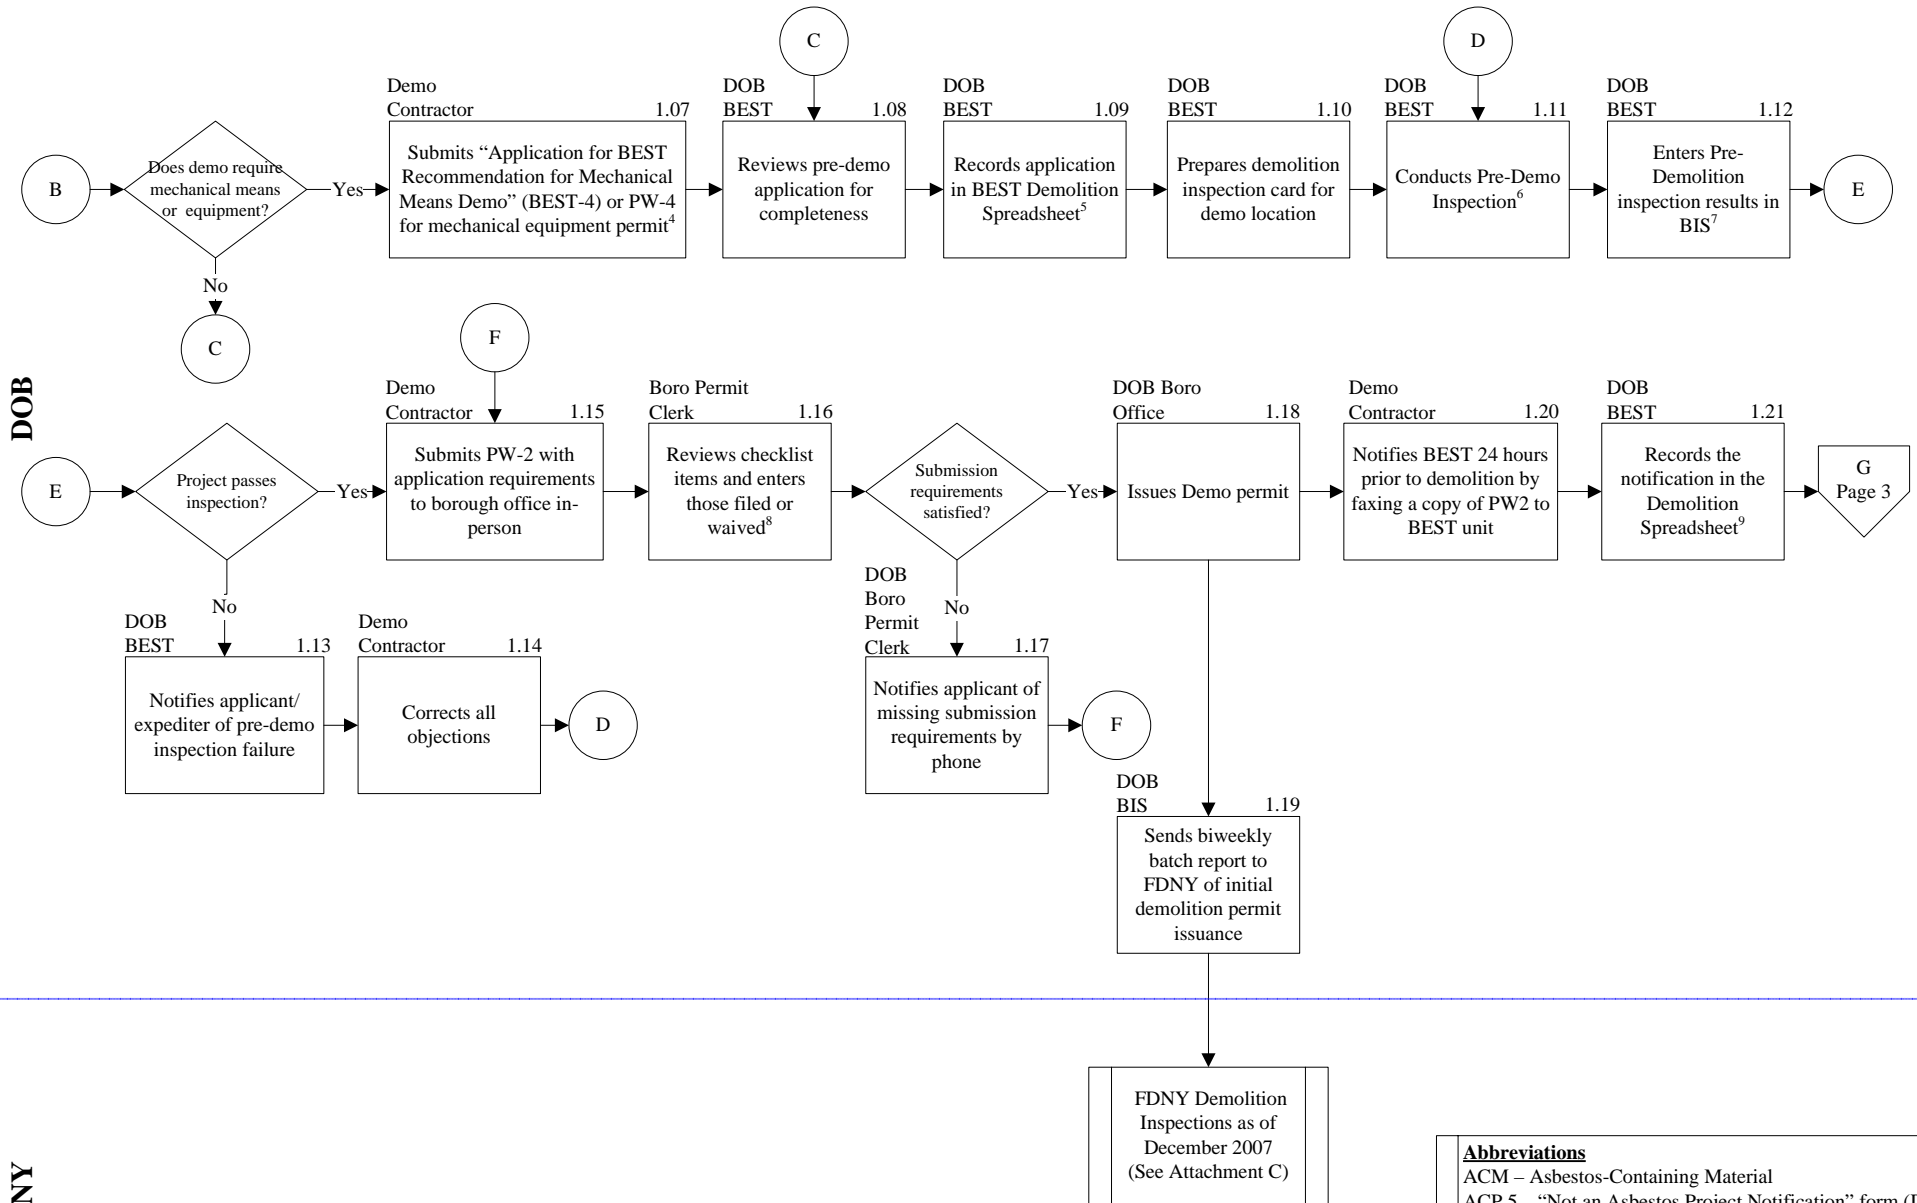 C
D
Demo
Contractor 1.07
DOB
BEST 1.08
DOB
BEST 1.09
DOB
BEST 1.10
DOB
BEST 1.11
DOB
BEST 1.12
B
Does demo require
mechanical means
or equipment?
Yes
Submits “Application for BEST
Recommendation for Mechanical
Means Demo” (BEST-4) or PW-4
for mechanical equipment permit4
Reviews pre-demo
application for
completeness
Records application
in BEST Demolition
Spreadsheet5
Prepares demolition
inspection card for
demo location
Conducts Pre-Demo
Inspection6
Enters Pre-
Demolition
inspection results in
BIS7
E
No
C
F
DOB
Demo
Contractor 1.15
Boro Permit
Clerk 1.16
DOB Boro
Office 1.18
Demo
Contractor 1.20
DOB
BEST 1.21
E
Project passes
inspection?
Yes
Submits PW-2 with
application requirements
to borough office in-
person
Reviews checklist
items and enters
those filed or
waived8
Submission
requirements
satisfied?
Yes
Issues Demo permit
Notifies BEST 24 hours
prior to demolition by
faxing a copy of PW2 to
BEST unit
Records the
notification in the
Demolition
Spreadsheet9
G
Page 3
No
DOB
BEST 1.13
Demo
Contractor 1.14
Notifies applicant/
expediter of pre-demo
inspection failure
Corrects all
objections
D
No
DOB
Boro
Permit
Clerk 1.17
Notifies applicant of
missing submission
requirements by
phone
F
DOB
BIS 1.19
Sends biweekly
batch report to
FDNY of initial
demolition permit
issuance
FDNY Demolition
Inspections as of
December 2007
(See Attachment C)
NY
Abbreviations
ACM – Asbestos-Containing Material
ACP 5 – “Not an Asbestos Project Notification” form